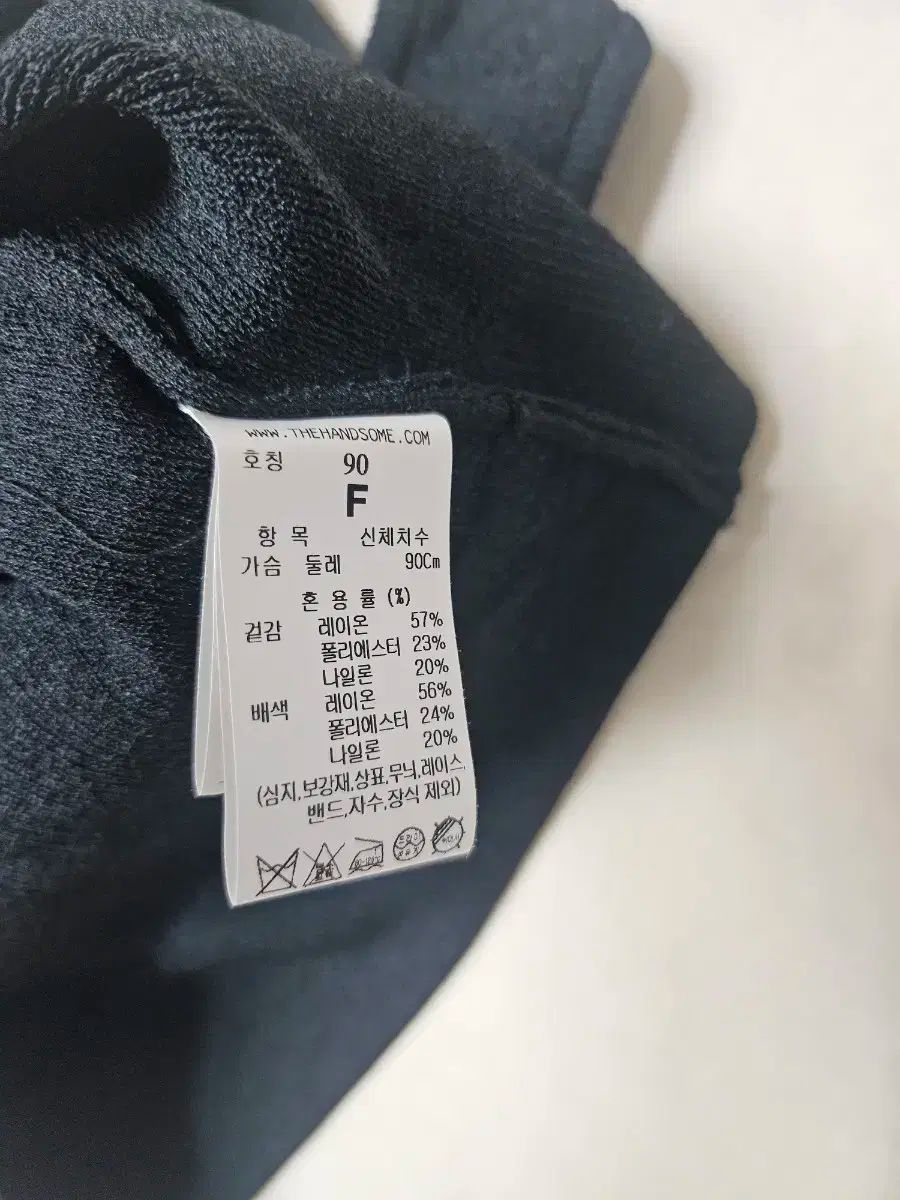 WWW.THEHANDSOME.COM
호칭 90
F
항 목 신체치수
가슴 둘레 90Cm
혼 용 률 (%)
겉감 레이온 57%
폴리에스터 23%
나일론 20%
배색 레이온 56%
폴리에스터 24%
나일론 20%
(심지,보강재,상표,무늬,레이스,
밴드,자수,장식 제외)